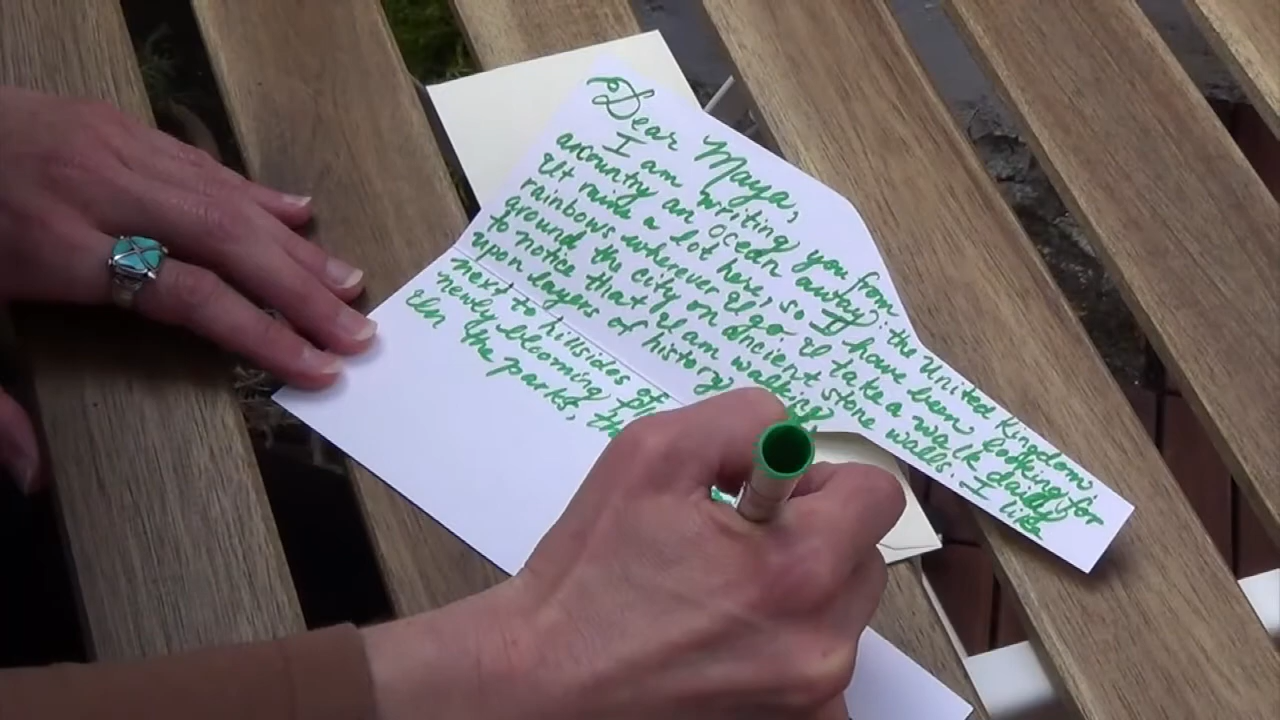 Dear Maya,
I am writing you from the United Kingdom.
a country an ocean away.
It rains a lot here, so I have been looking for
rainbows wherever I go. I take a walk daily
around the city on ancient stone walls. I like
to notice that I am walking
upon layers of history
next to hillsides of
newly blooming
In the parks, the